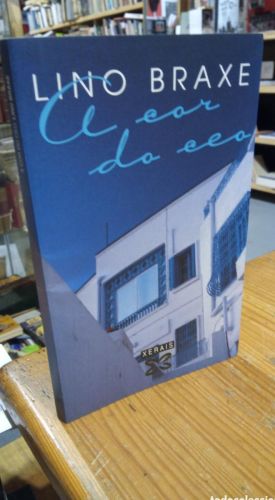 LINO BRAXE
A cor
do ceo
XERAIS
todocoleccion